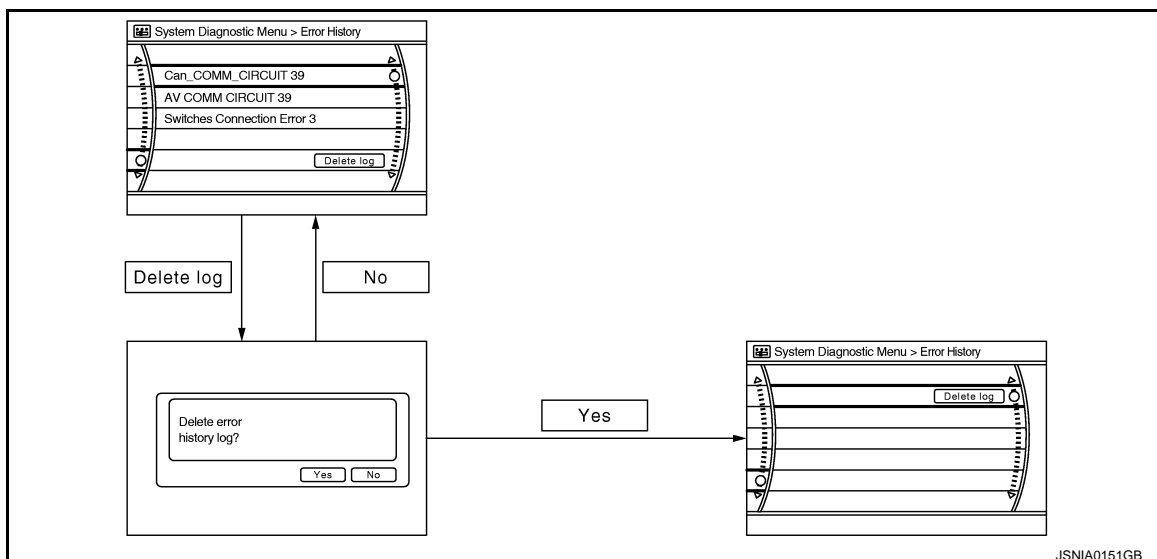 System Diagnostic Menu > Error History
Can_COMM_CIRCUIT 39
AV COMM CIRCUIT 39
Switches Connection Error 3
Delete log
Delete log
No
Delete error
history log?
Yes
No
Yes
System Diagnostic Menu > Error History
Delete log
JSNIA0151GB